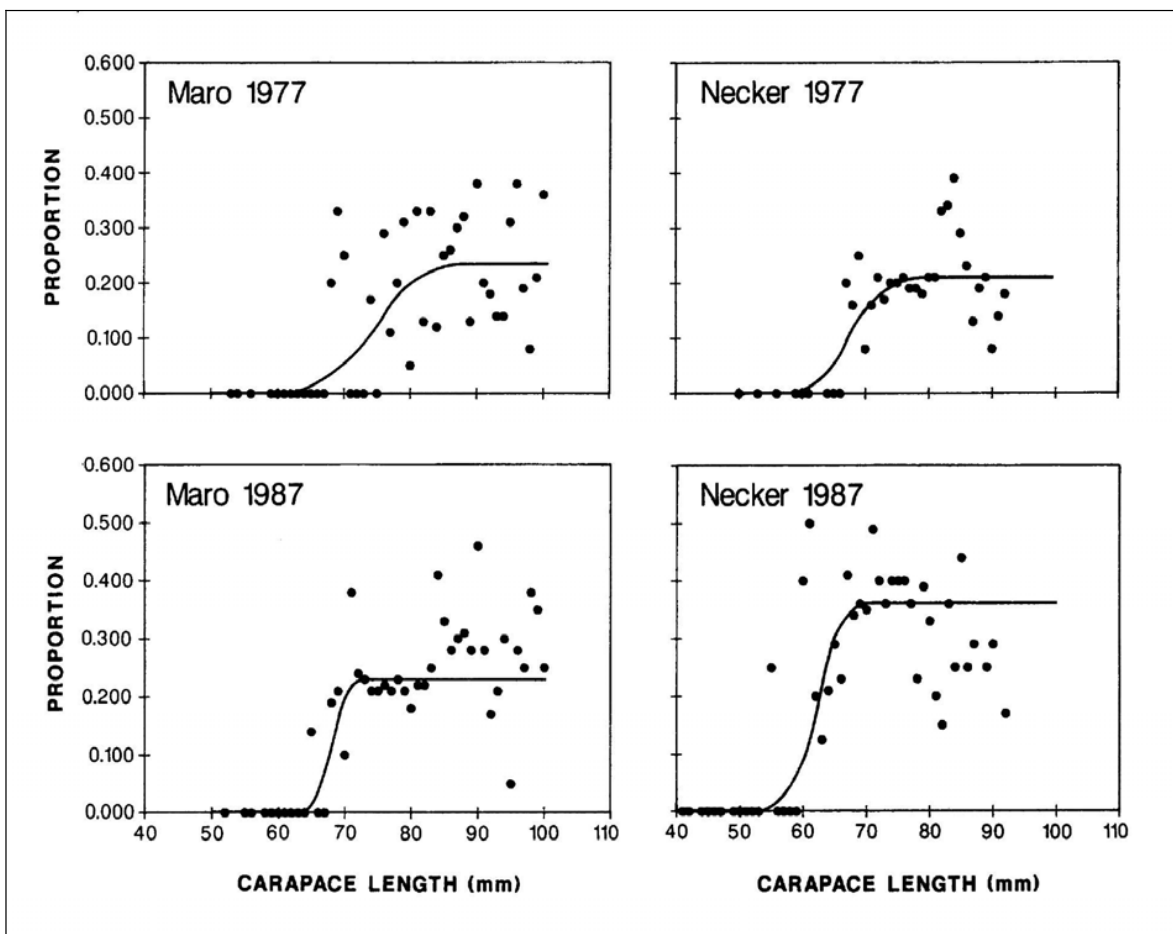 Maro 1977
Necker 1977
0.600
0.500
0.400
0.300
0.200
0.100
0.000
PROPORTION
Maro 1987
Necker 1987
0.600
0.500
0.400
0.300
0.200
0.100
0.000
PROPORTION
40 50 60 70 80 90 100 110
40 50 60 70 80 90 100 110
CARAPACE LENGTH (mm)
CARAPACE LENGTH (mm)